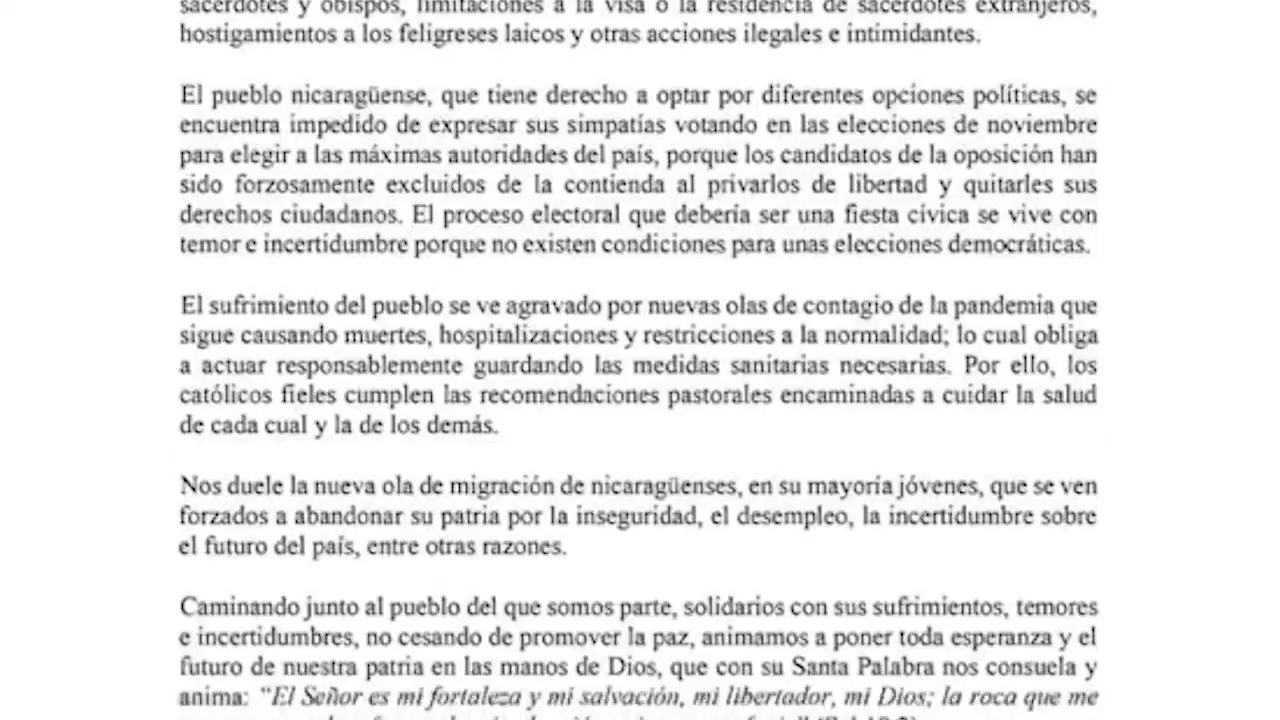 sacerdotes y obispos, limitaciones a la visa o la residencia de sacerdotes extranjeros,
hostigamientos a los feligreses laicos y otras acciones ilegales e intimidantes.
El pueblo nicaragüense, que tiene derecho a optar por diferentes opciones políticas, se
encuentra impedido de expresar sus simpatías votando en las elecciones de noviembre
para elegir a las máximas autoridades del país, porque los candidatos de la oposición han
sido forzosamente excluidos de la contienda al privarlos de libertad y quitarles sus
derechos ciudadanos. El proceso electoral que debería ser una fiesta cívica se vive con
temor e incertidumbre porque no existen condiciones para unas elecciones democráticas.
El sufrimiento del pueblo se ve agravado por nuevas olas de contagio de la pandemia que
sigue causando muertes, hospitalizaciones y restricciones a la normalidad; lo cual obliga
a actuar responsablemente guardando las medidas sanitarias necesarias. Por ello, los
católicos fieles cumplen las recomendaciones pastorales encaminadas a cuidar la salud
de cada cual y la de los demás.
Nos duele la nueva ola de migración de nicaragüenses, en su mayoría jóvenes, que se ven
forzados a abandonar su patria por la inseguridad, el desempleo, la incertidumbre sobre
el futuro del país, entre otras razones.
Caminando junto al pueblo del que somos parte, solidarios con sus sufrimientos, temores
e incertidumbres, no cesando de promover la paz, animamos a poner toda esperanza y el
futuro de nuestra patria en las manos de Dios, que con su Santa Palabra nos consuela y
anima: "El Señor es mi fortaleza y mi salvación, mi libertador, mi Dios; la roca que me